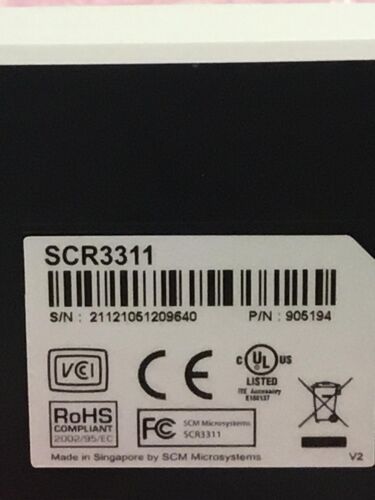 SCR3311
S/N : 21121051209640 P/N : 905194
VCI
CE
C UL US
LISTED
ITE Accessory
E150137
RoHS
COMPLIANT
2002/95/EC
FC SCM Microsystems
SCR3311
Made in Singapore by SCM Microsystems V2